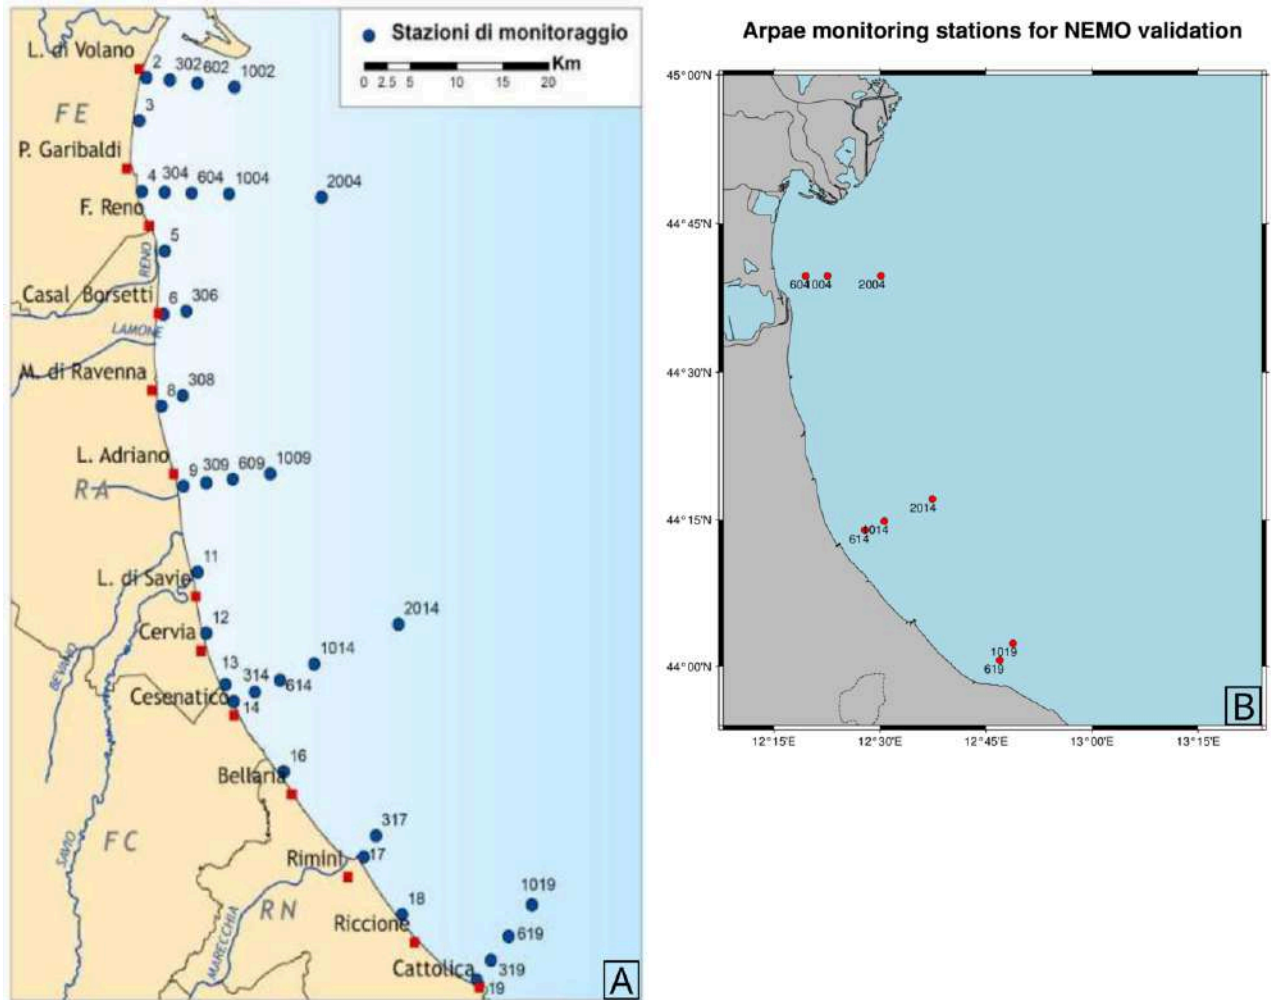 Stazioni di monitoraggio
Km
0 2.5 5 10 15 20
L. di Volano
2 302 602 1002
3
FE
P. Garibaldi
4 304 604 1004 2004
F. Reno
5
RENO
Casal Borsetti 6 306
LAMONE
M. di Ravenna
8 308
L. Adriano
9 309 609 1009
RA
11
L. di Savio
12
2014
Cervia
BEVANO
13 314 614 1014
Cesenatico
14
16
Bellaria
317
FC
SAVIO
17
Rimini
1019
18
RN
Riccione
619
MARECCHIA
Cattolica 319
19
A
Arpae monitoring stations for NEMO validation
45°00'N
44°45'N
604 1004 2004
44°30'N
2014
44°15'N
1014
614
1019
44°00'N
619
B
12°15'E 12°30'E 12°45'E 13°00'E 13°15'E